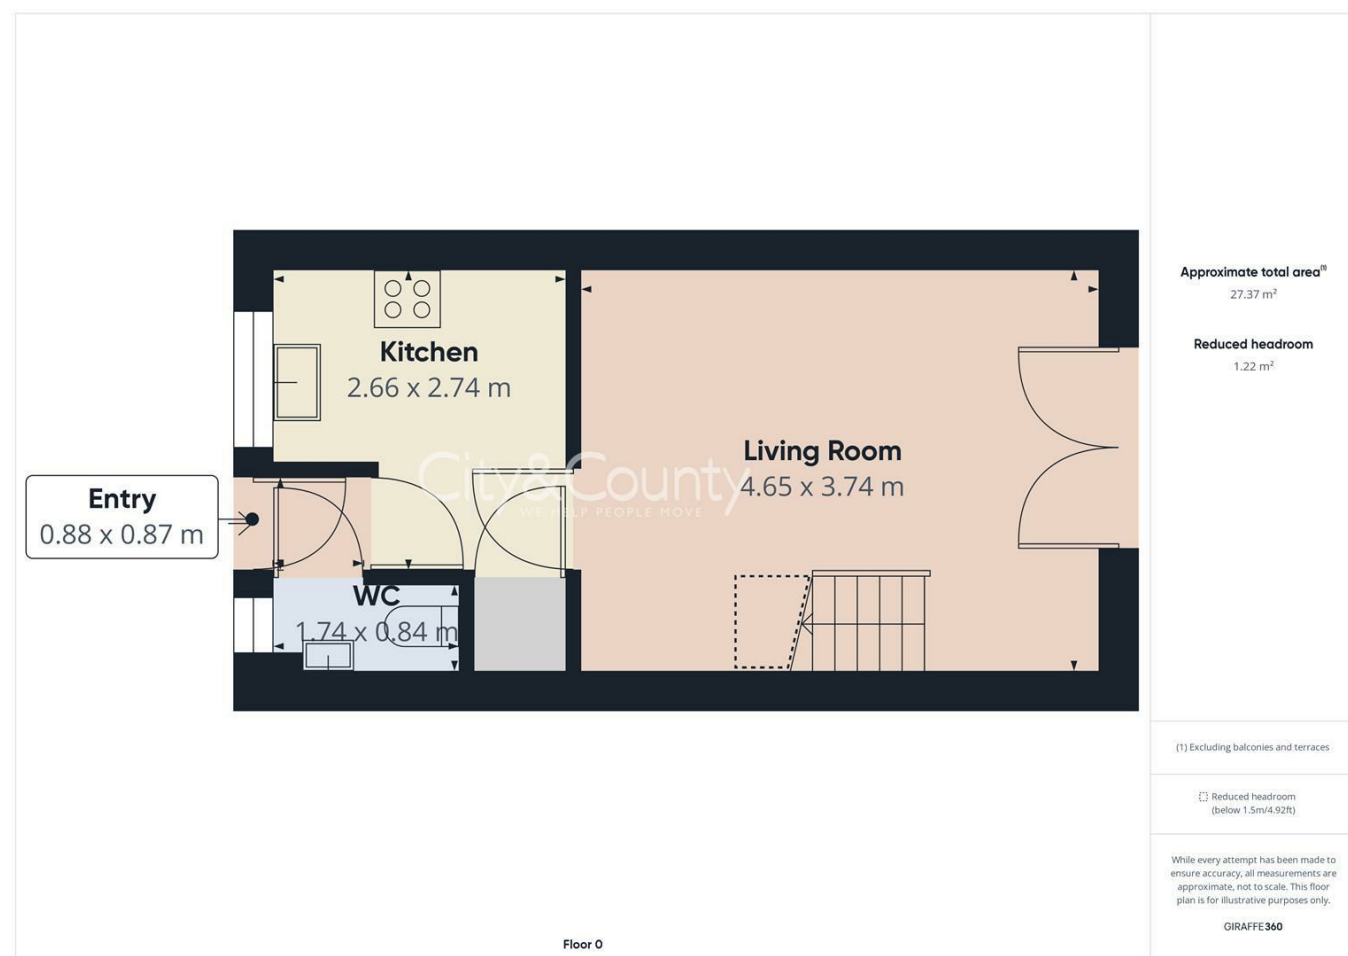 Kitchen
2.66 x 2.74 m
Entry
0.88 x 0.87 m
Living Room
4.65 x 3.74 m
City&County
WE HELP PEOPLE MOVE
WC
1.74 x 0.84 m
Floor 0
Approximate total area(1)
27.37 m²
Reduced headroom
1.22 m²
(1) Excluding balconies and terraces
Reduced headroom
(below 1.5m/4.92ft)
While every attempt has been made to
ensure accuracy, all measurements are
approximate, not to scale. This floor
plan is for illustrative purposes only.
GIRAFFE360